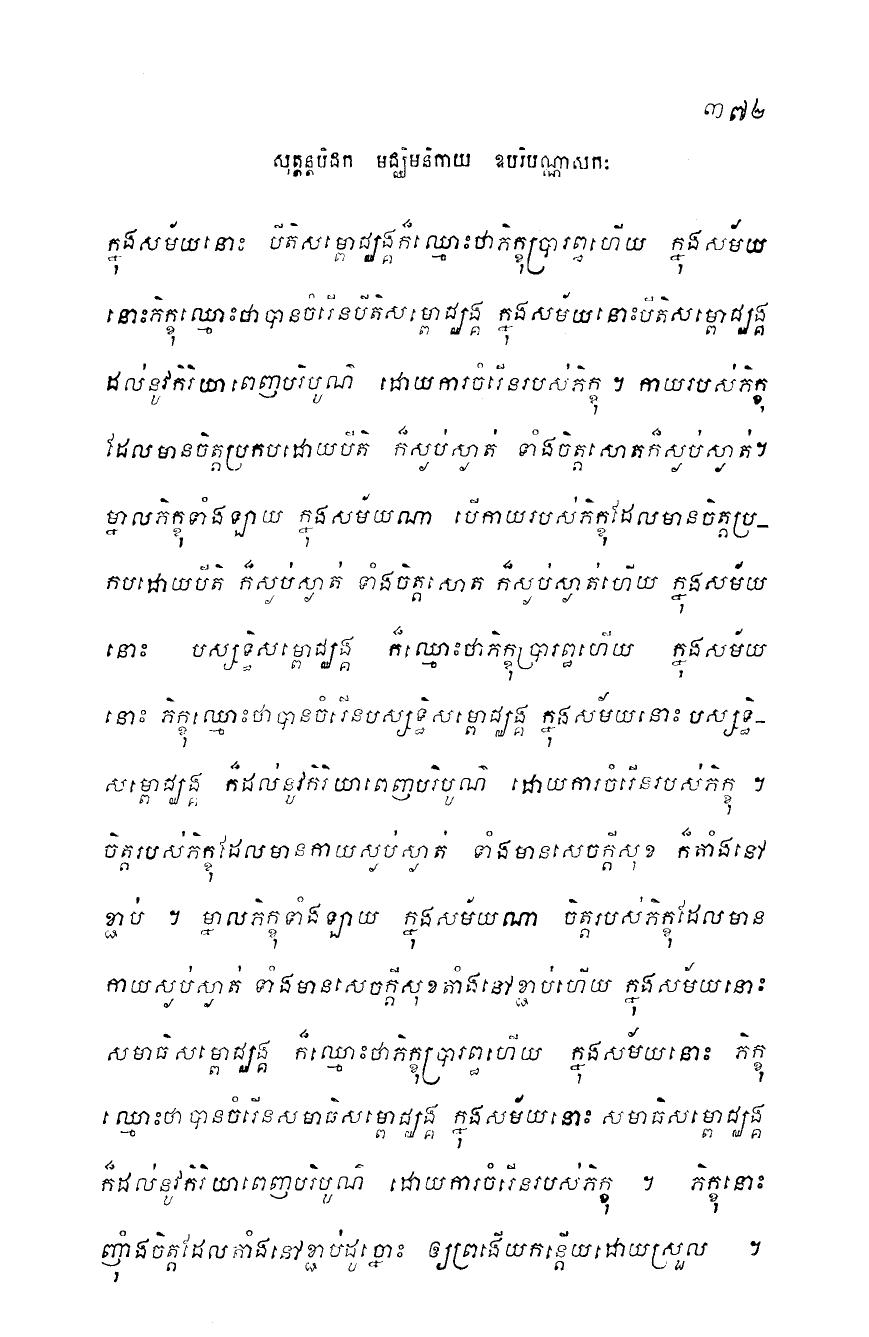 ៣៧២
សុត្តន្តបិដក មជ្ឈិមនិកាយ ឧបរិបណ្ណាសកៈ
ក្នុងសម័យនោះ បីតិសម្ពោជ្ឈង្គក៏ឈ្មោះថាភិក្ខុប្រារព្ធហើយ ក្នុងសម័យ
នោះភិក្ខុឈ្មោះថាបានចំរើនបីតិសម្ពោជ្ឈង្គ ក្នុងសម័យនោះបីតិសម្ពោជ្ឈង្គ
ដល់នូវកិរិយាពេញបរិបូណ៌ ដោយការចំរើនរបស់ភិក្ខុ ។ កាយរបស់ភិក្ខុ
ដែលមានចិត្តប្រកបដោយបីតិ ក៏ស្ងប់ស្ងាត់ ទាំងចិត្តសោតក៏ស្ងប់ស្ងាត់។
ម្នាលភិក្ខុទាំងឡាយ ក្នុងសម័យណា បើកាយរបស់ភិក្ខុដែលមានចិត្តប្រ-
កបដោយបីតិ ក៏ស្ងប់ស្ងាត់ ទាំងចិត្តសោត ក៏ស្ងប់ស្ងាត់ហើយ ក្នុងសម័យ
នោះ បស្សទ្ធិសម្ពោជ្ឈង្គ ក៏ឈ្មោះថាភិក្ខុប្រារព្ធហើយ ក្នុងសម័យ
នោះ ភិក្ខុឈ្មោះថាបានចំរើនបស្សទ្ធិសម្ពោជ្ឈង្គ ក្នុងសម័យនោះ បស្សទ្ធិ-
សម្ពោជ្ឈង្គ ក៏ដល់នូវកិរិយាពេញបរិបូណ៌ ដោយការចំរើនរបស់ភិក្ខុ ។
ចិត្តរបស់ភិក្ខុដែលមានកាយស្ងប់ស្ងាត់ ទាំងមានសេចក្តីសុខ ក៏តាំងនៅ
ខ្ជាប់ ។ ម្នាលភិក្ខុទាំងឡាយ ក្នុងសម័យណា ចិត្តរបស់ភិក្ខុដែលមាន
កាយស្ងប់ស្ងាត់ ទាំងមានសេចក្តីសុខតាំងនៅខ្ជាប់ហើយ ក្នុងសម័យនោះ
សមាធិសម្ពោជ្ឈង្គ ក៏ឈ្មោះថាភិក្ខុប្រារព្ធហើយ ក្នុងសម័យនោះ ភិក្ខុ
ឈ្មោះថា បានចំរើនសមាធិសម្ពោជ្ឈង្គ ក្នុងសម័យនោះ សមាធិសម្ពោជ្ឈង្គ
ក៏ដល់នូវកិរិយាពេញបរិបូណ៌ ដោយការចំរើនរបស់ភិក្ខុ ។ ភិក្ខុនោះ
ញុំាងចិត្តដែលតាំងនៅខ្ជាប់ដូច្នោះ ឲ្យព្រងើយកន្តើយដោយស្រួល ។